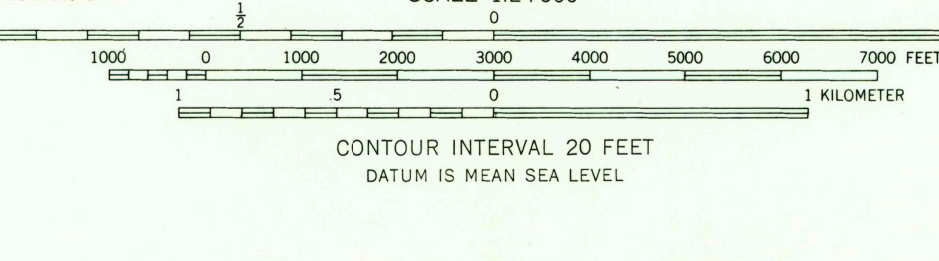 ½ 0
1000 0 1000 2000 3000 4000 5000 6000 7000 FEET
1 .5 0 1 KILOMETER
CONTOUR INTERVAL 20 FEET
DATUM IS MEAN SEA LEVEL